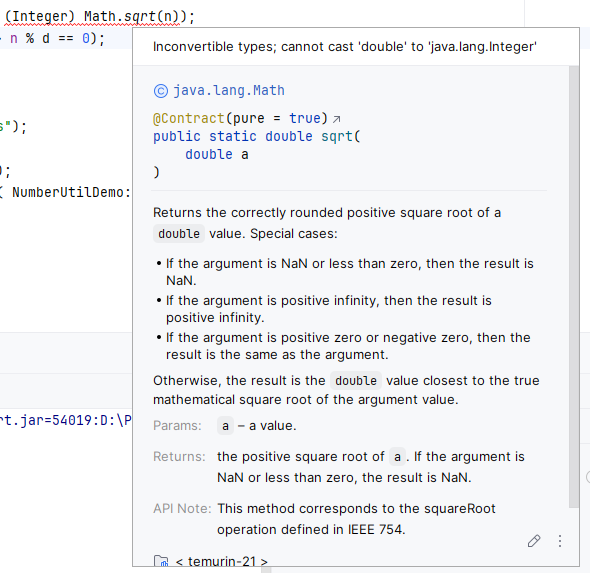 (Integer) Math.sqrt(n));
n % d == 0);
Inconvertible types; cannot cast 'double' to 'java.lang.Integer'
java.lang.Math
@Contract(pure = true)
public static double sqrt(
double a
)
s");
);
( NumberUtilDemo:
Returns the correctly rounded positive square root of a
double value. Special cases:
• If the argument is NaN or less than zero, then the result is
NaN.
• If the argument is positive infinity, then the result is
positive infinity.
• If the argument is positive zero or negative zero, then the
result is the same as the argument.
Otherwise, the result is the double value closest to the true
mathematical square root of the argument value.
rt.jar=54019:D:\P
Params: a – a value.
Returns: the positive square root of a. If the argument is
NaN or less than zero, the result is NaN.
API Note: This method corresponds to the squareRoot
operation defined in IEEE 754.
< temurin-21 >